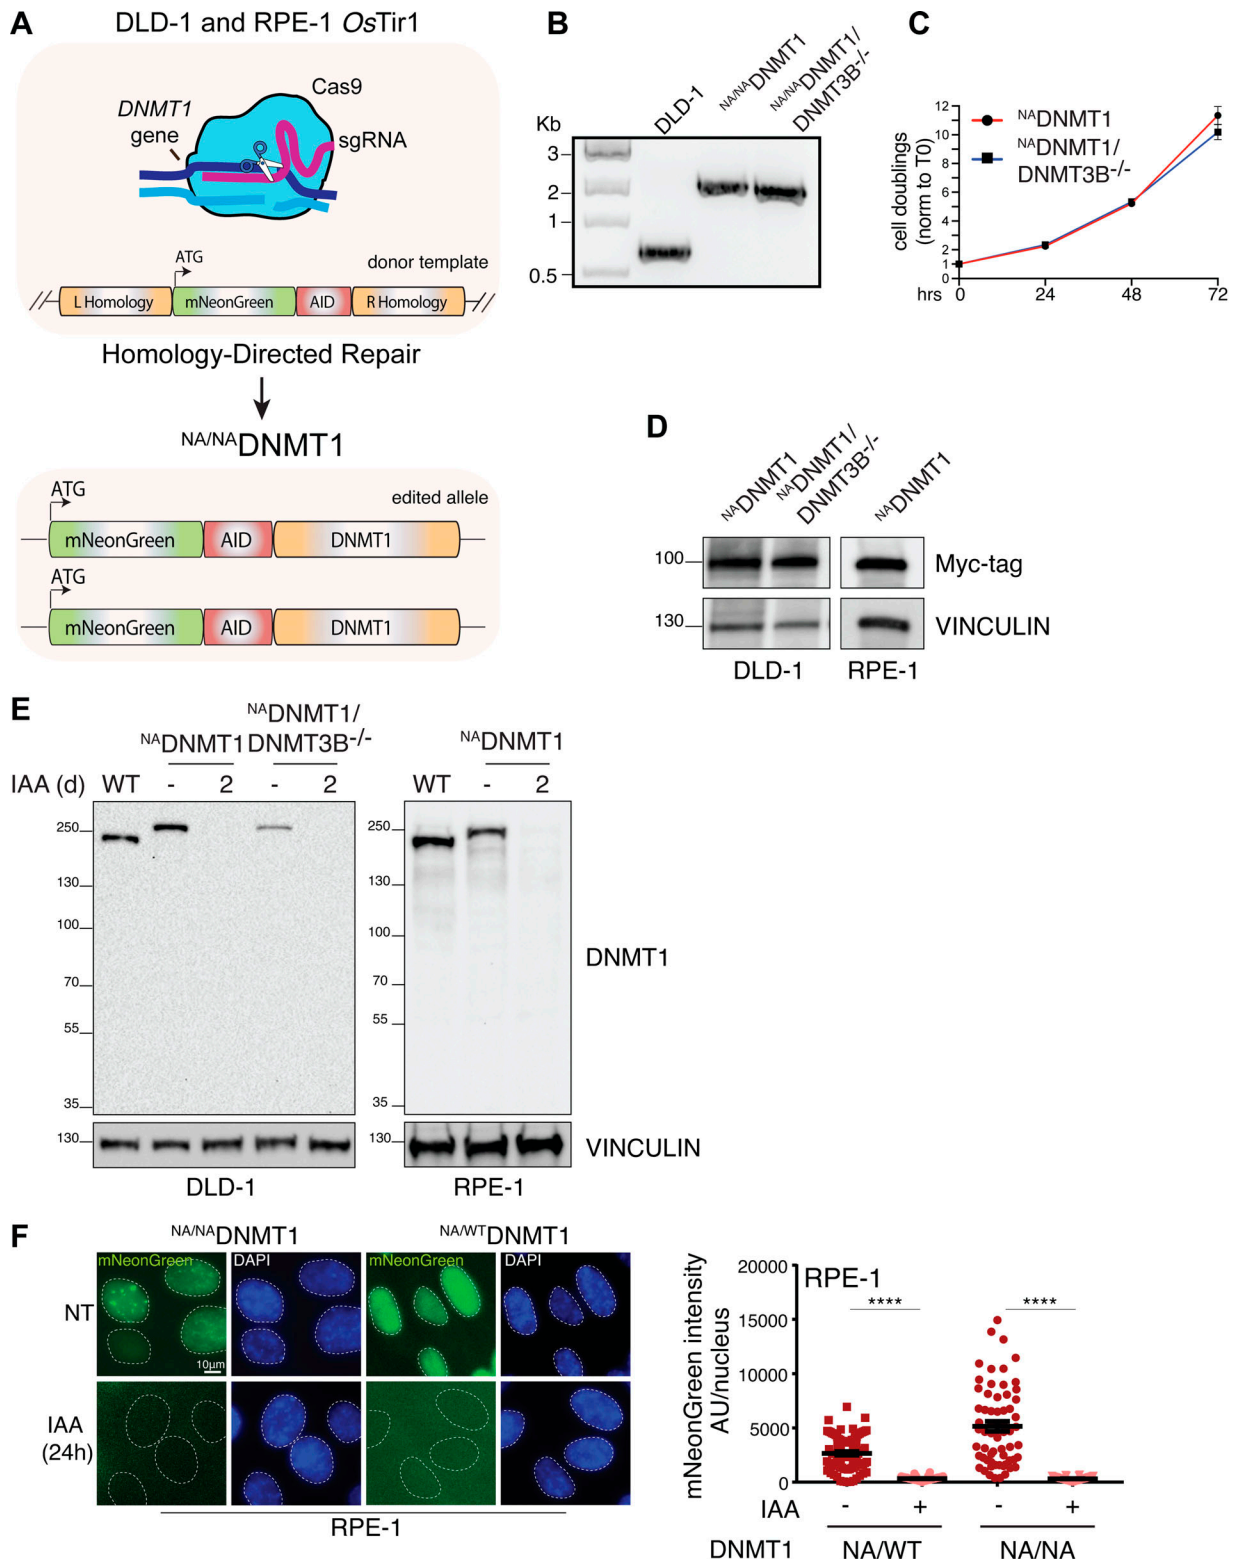 A
DLD-1 and RPE-1 OsTir1
Cas9
DNMT1
gene
sgRNA
ATG
donor template
L Homology
mNeonGreen
AID
R Homology
Homology-Directed Repair
NA/NADNMT1
ATG
edited allele
mNeonGreen
AID
DNMT1
ATG
mNeonGreen
AID
DNMT1
B
Kb
DLD-1
NA/NADNMT1
NA/NADNMT1/
DNMT3B-/-
3
2
1
0.5
C
cell doublings
(norm to T0)
12
10
8
6
4
2
1
0
NADNMT1
NADNMT1/
DNMT3B-/-
hrs 0 24 48 72
D
NADNMT1
NADNMT1/
DNMT3B-/-
NADNMT1
100
Myc-tag
130
VINCULIN
DLD-1
RPE-1
E
NADNMT1
NADNMT1/
DNMT3B-/-
NADNMT1
IAA (d) WT - 2 - 2
WT - 2
250
130
100
70
55
35
130
250
130
100
70
55
35
130
DNMT1
VINCULIN
DLD-1
RPE-1
F
NA/NADNMT1
NA/WTDNMT1
mNeonGreen
DAPI
mNeonGreen
DAPI
NT
10μm
IAA
(24h)
RPE-1
RPE-1
mNeonGreen intensity
AU/nucleus
20000
15000
10000
5000
0
****
****
IAA - + - +
DNMT1 NA/WT NA/NA